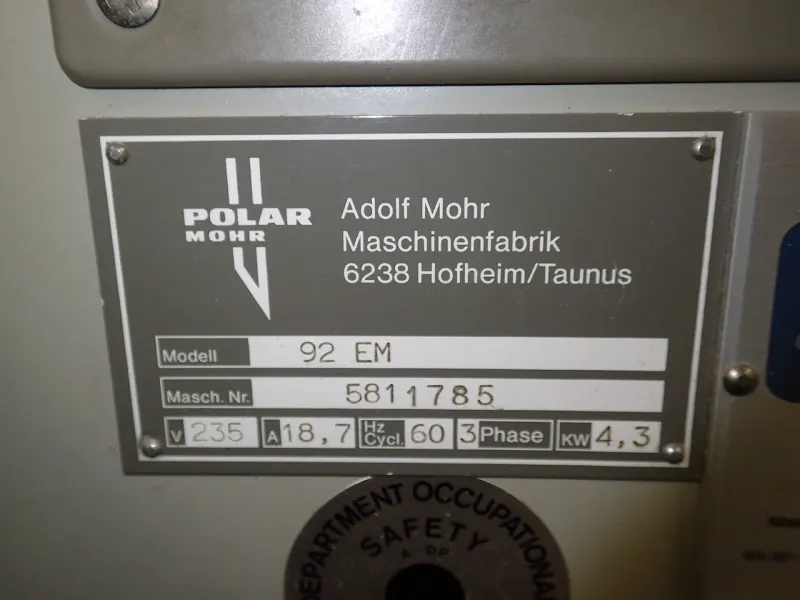 POLAR
MOHR
Adolf Mohr
Maschinenfabrik
6238 Hofheim/Taunus
Modell 92 EM
Masch. Nr. 5811785
V 235 A 18,7 Hz Cycl. 60 3 Phase KW 4,3
DEPARTMENT OCCUPATIONAL
SAFETY